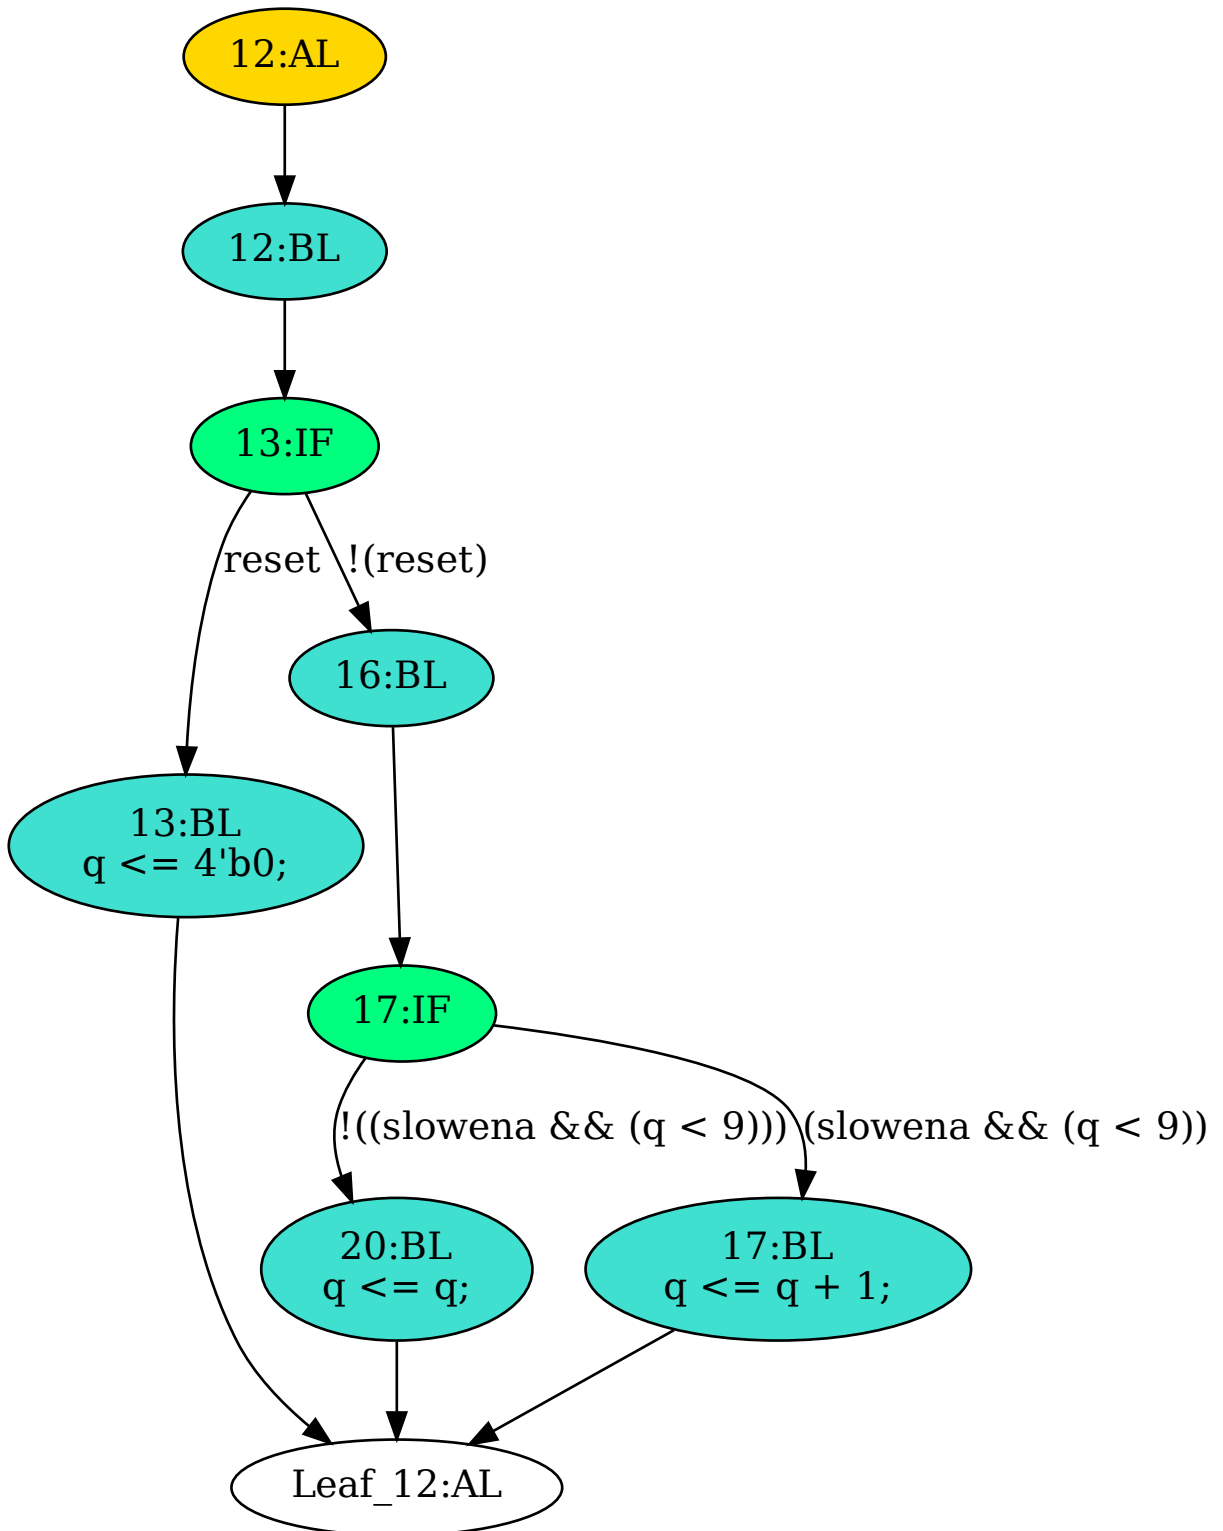 12:AL
12:BL
13:IF
reset
!(reset)
16:BL
13:BL
q <= 4'b0;
17:IF
!((slowena && (q < 9)))
(slowena && (q < 9))
20:BL
q <= q;
17:BL
q <= q + 1;
Leaf_12:AL